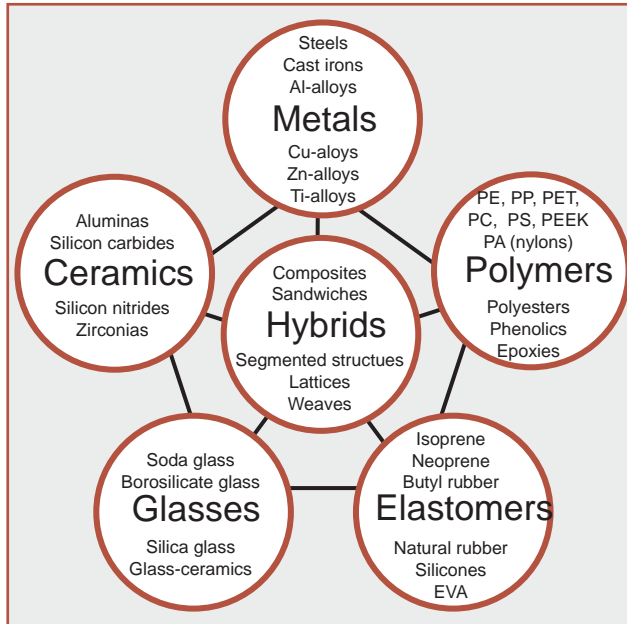 Steels
Cast irons
Al-alloys
Metals
Cu-aloys
Zn-alloys
Ti-alloys
Aluminas
Silicon carbides
Ceramics
Silicon nitrides
Zirconias
PE, PP, PET,
PC, PS, PEEK
PA (nylons)
Polymers
Polyesters
Phenolics
Epoxies
Composites
Sandwiches
Hybrids
Segmented structues
Lattices
Weaves
Soda glass
Borosilicate glass
Glasses
Silica glass
Glass-ceramics
Isoprene
Neoprene
Butyl rubber
Elastomers
Natural rubber
Silicones
EVA